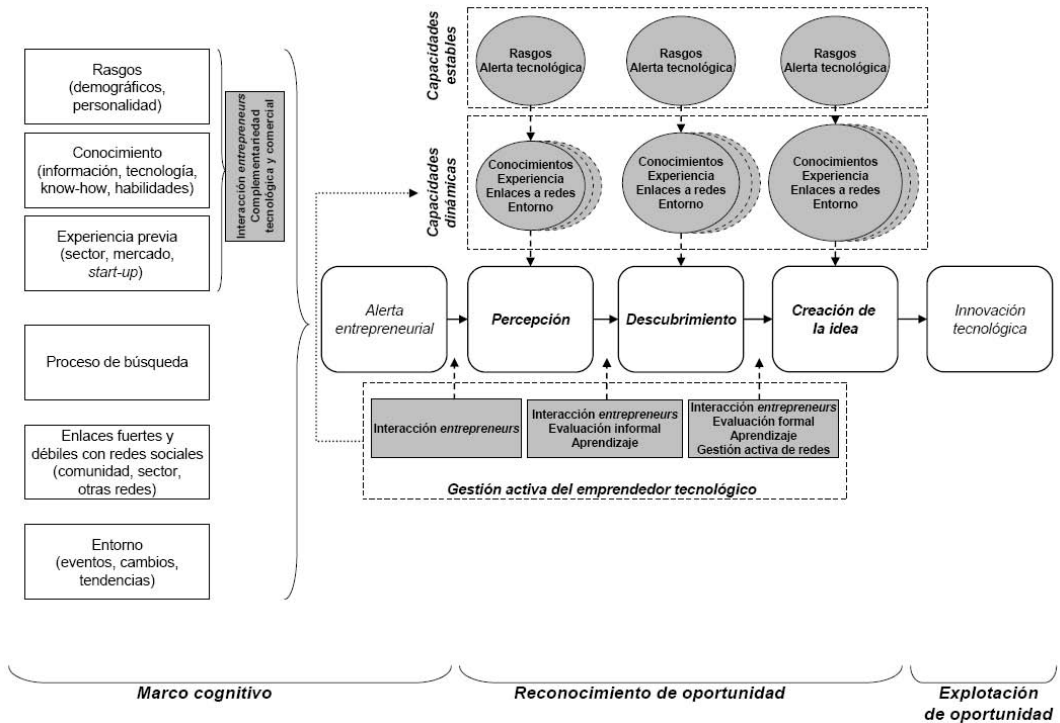 Rasgos
(demográficos,
personalidad)
Conocimiento
(información, tecnología,
know-how, habilidades)
Experiencia previa
(sector, mercado,
start-up)
Proceso de búsqueda
Enlaces fuertes y
débiles con redes sociales
(comunidad, sector,
otras redes)
Entorno
(eventos, cambios,
tendencias)
Interacción entrepreneurs
Complementariedad
tecnológica y comercial
Capacidades
estables
Rasgos
Alerta tecnológica
Rasgos
Alerta tecnológica
Rasgos
Alerta tecnológica
Capacidades
dinámicas
Conocimientos
Experiencia
Enlaces a redes
Entorno
Conocimientos
Experiencia
Enlaces a redes
Entorno
Conocimientos
Experiencia
Enlaces a redes
Entorno
Alerta
entrepreneurial
Percepción
Descubrimiento
Creación de
la idea
Innovación
tecnológica
Interacción entrepreneurs
Interacción entrepreneurs
Evaluación informal
Aprendizaje
Interacción entrepreneurs
Evaluación formal
Aprendizaje
Gestión activa de redes
Gestión activa del emprendedor tecnológico
Marco cognitivo
Reconocimiento de oportunidad
Explotación
de oportunidad